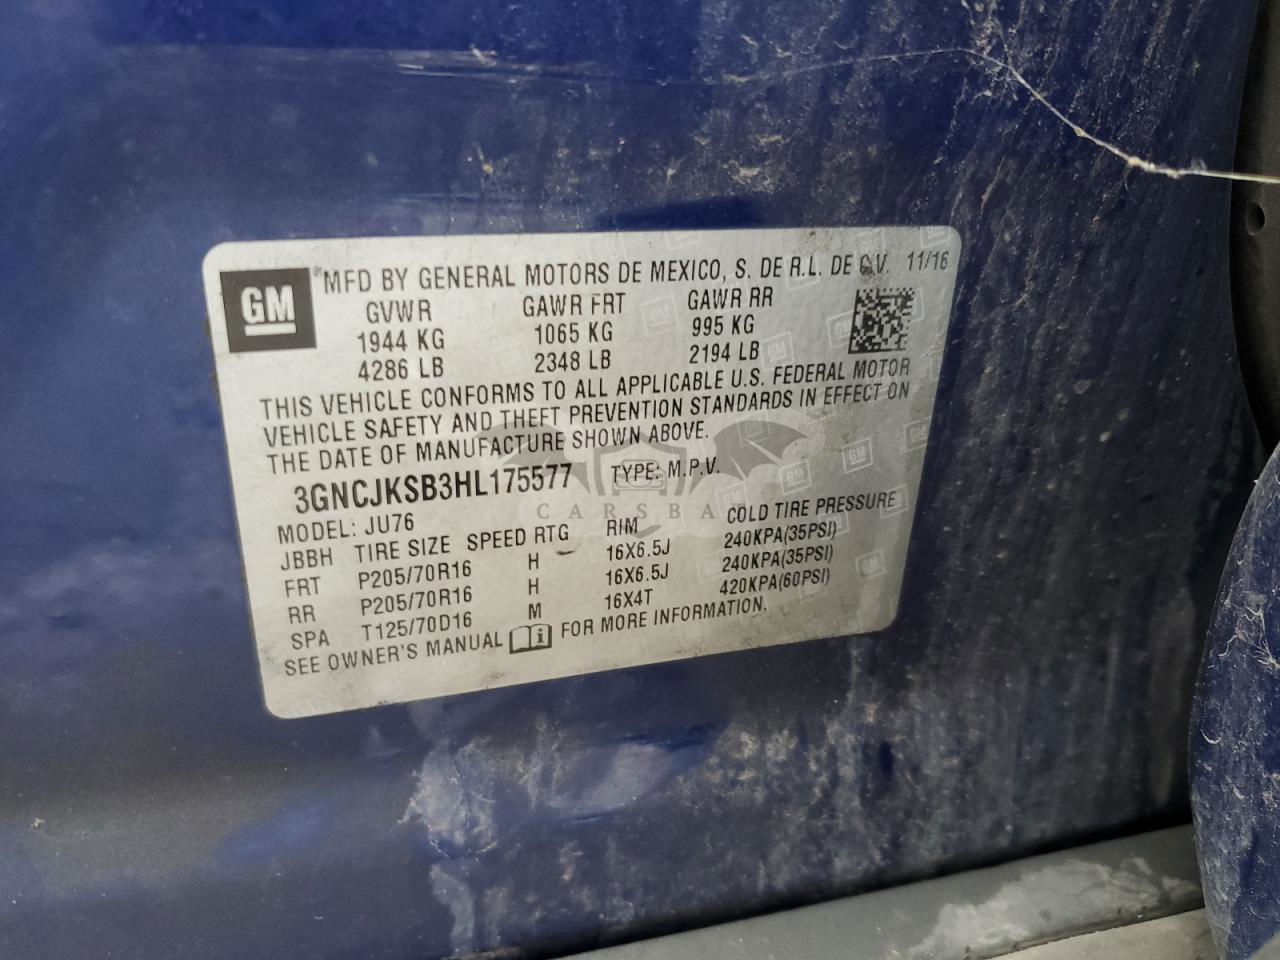 GM MFD BY GENERAL MOTORS DE MEXICO, S. DE R.L. DE C.V. 11/16
GVWR GAWR FRT GAWR RR
1944 KG 1065 KG 995 KG
4286 LB 2348 LB 2194 LB
THIS VEHICLE CONFORMS TO ALL APPLICABLE U.S. FEDERAL MOTOR
VEHICLE SAFETY AND THEFT PREVENTION STANDARDS IN EFFECT ON
THE DATE OF MANUFACTURE SHOWN ABOVE.
3GNCJKSB3HL175577 TYPE: M.P.V.
CARSBAT
MODEL: JU76
JBBH TIRE SIZE SPEED RTG RIM COLD TIRE PRESSURE
FRT P205/70R16 H 16X6.5J 240KPA(35PSI)
RR P205/70R16 H 16X6.5J 240KPA(35PSI)
SPA T125/70D16 M 16X4T 420KPA(60PSI)
SEE OWNER'S MANUAL FOR MORE INFORMATION.